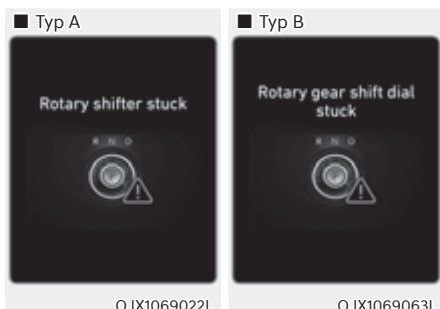 ■ Typ A
Rotary shifter stuck
R N D
OJX1069022L
■ Typ B
Rotary gear shift dial
stuck
R N D
OJX1069063L